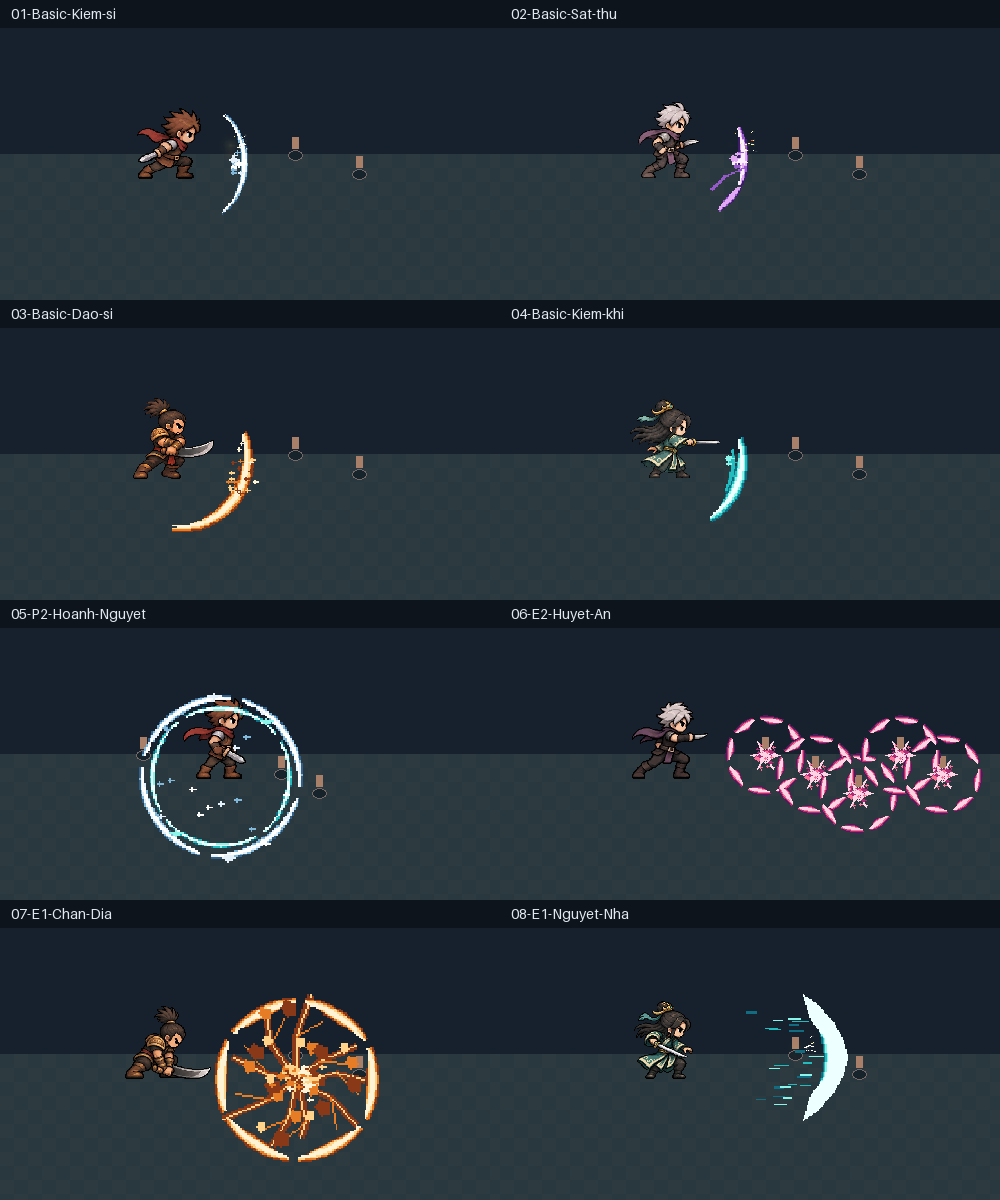 01-Basic-Kiem-si
02-Basic-Sat-thu
03-Basic-Dao-si
04-Basic-Kiem-khi
05-P2-Hoanh-Nguyet
06-E2-Huyet-An
07-E1-Chan-Dia
08-E1-Nguyet-Nha